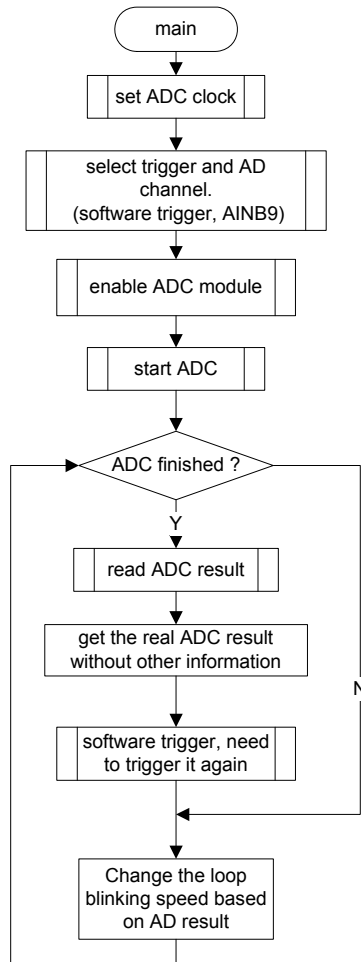 main
set ADC clock
select trigger and AD
channel.
(software trigger, AINB9)
enable ADC module
start ADC
ADC finished ?
Y
read ADC result
get the real ADC result
without other information
N
software trigger, need
to trigger it again
Change the loop
blinking speed based
on AD result